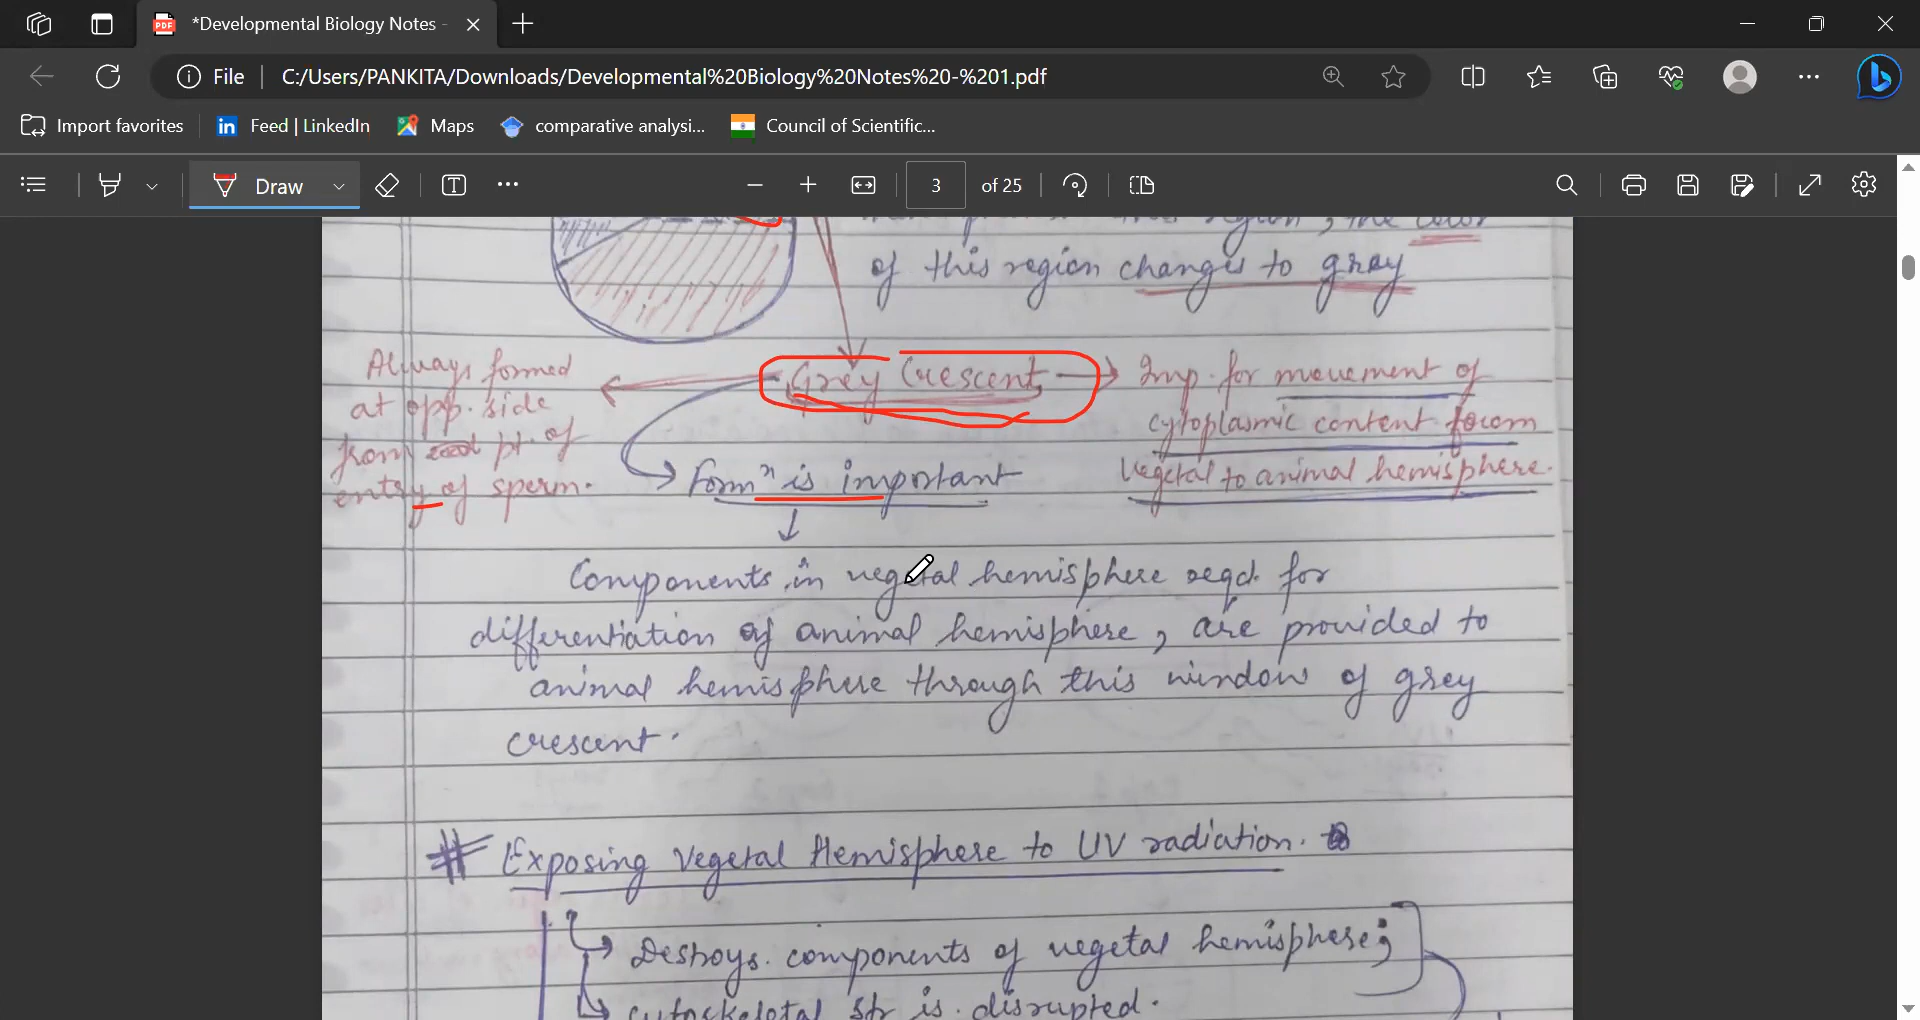 *Developmental Biology Notes -
File C:/Users/PANKITA/Downloads/Developmental%20Biology%20Notes%20-%201.pdf
Import favorites Feed | LinkedIn Maps comparative analysi... Council of Scientific...
Draw 3 of 25
region, the color
of this region changes to gray
Always formed
at opp. side
from pt. of
entry of sperm.
Grey Crescent
Imp. for movement of
cytoplasmic content from
vegetal to animal hemisphere.
Formⁿ is important
Components in vegetal hemisphere reqd. for
differentiation of animal hemisphere, are provided to
animal hemisphere through this window of grey
crescent.
# Exposing Vegetal Hemisphere to UV radiation.
Destroys components of vegetal hemisphere;
cytoskeletal str is disrupted.